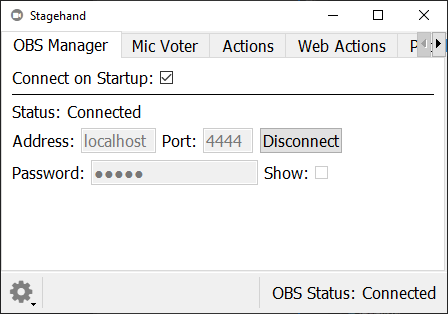 Stagehand
OBS Manager Mic Voter Actions Web Actions
Connect on Startup:
Status: Connected
Address: localhost Port: 4444 Disconnect
Password: ●●●●● Show:
OBS Status: Connected